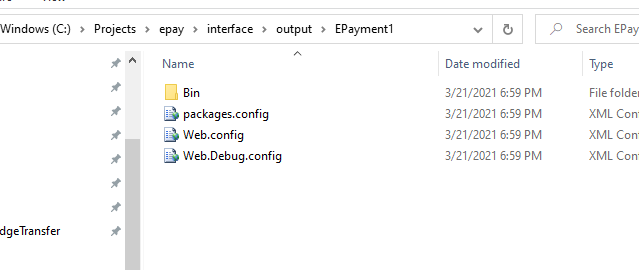 Windows (C:) > Projects > epay > interface > output > EPayment1 Search EPay
Name Date modified Type
Bin 3/21/2021 6:59 PM File folder
packages.config 3/21/2021 6:59 PM XML Con
Web.config 3/21/2021 6:59 PM XML Con
Web.Debug.config 3/21/2021 6:59 PM XML Con
dgeTransfer